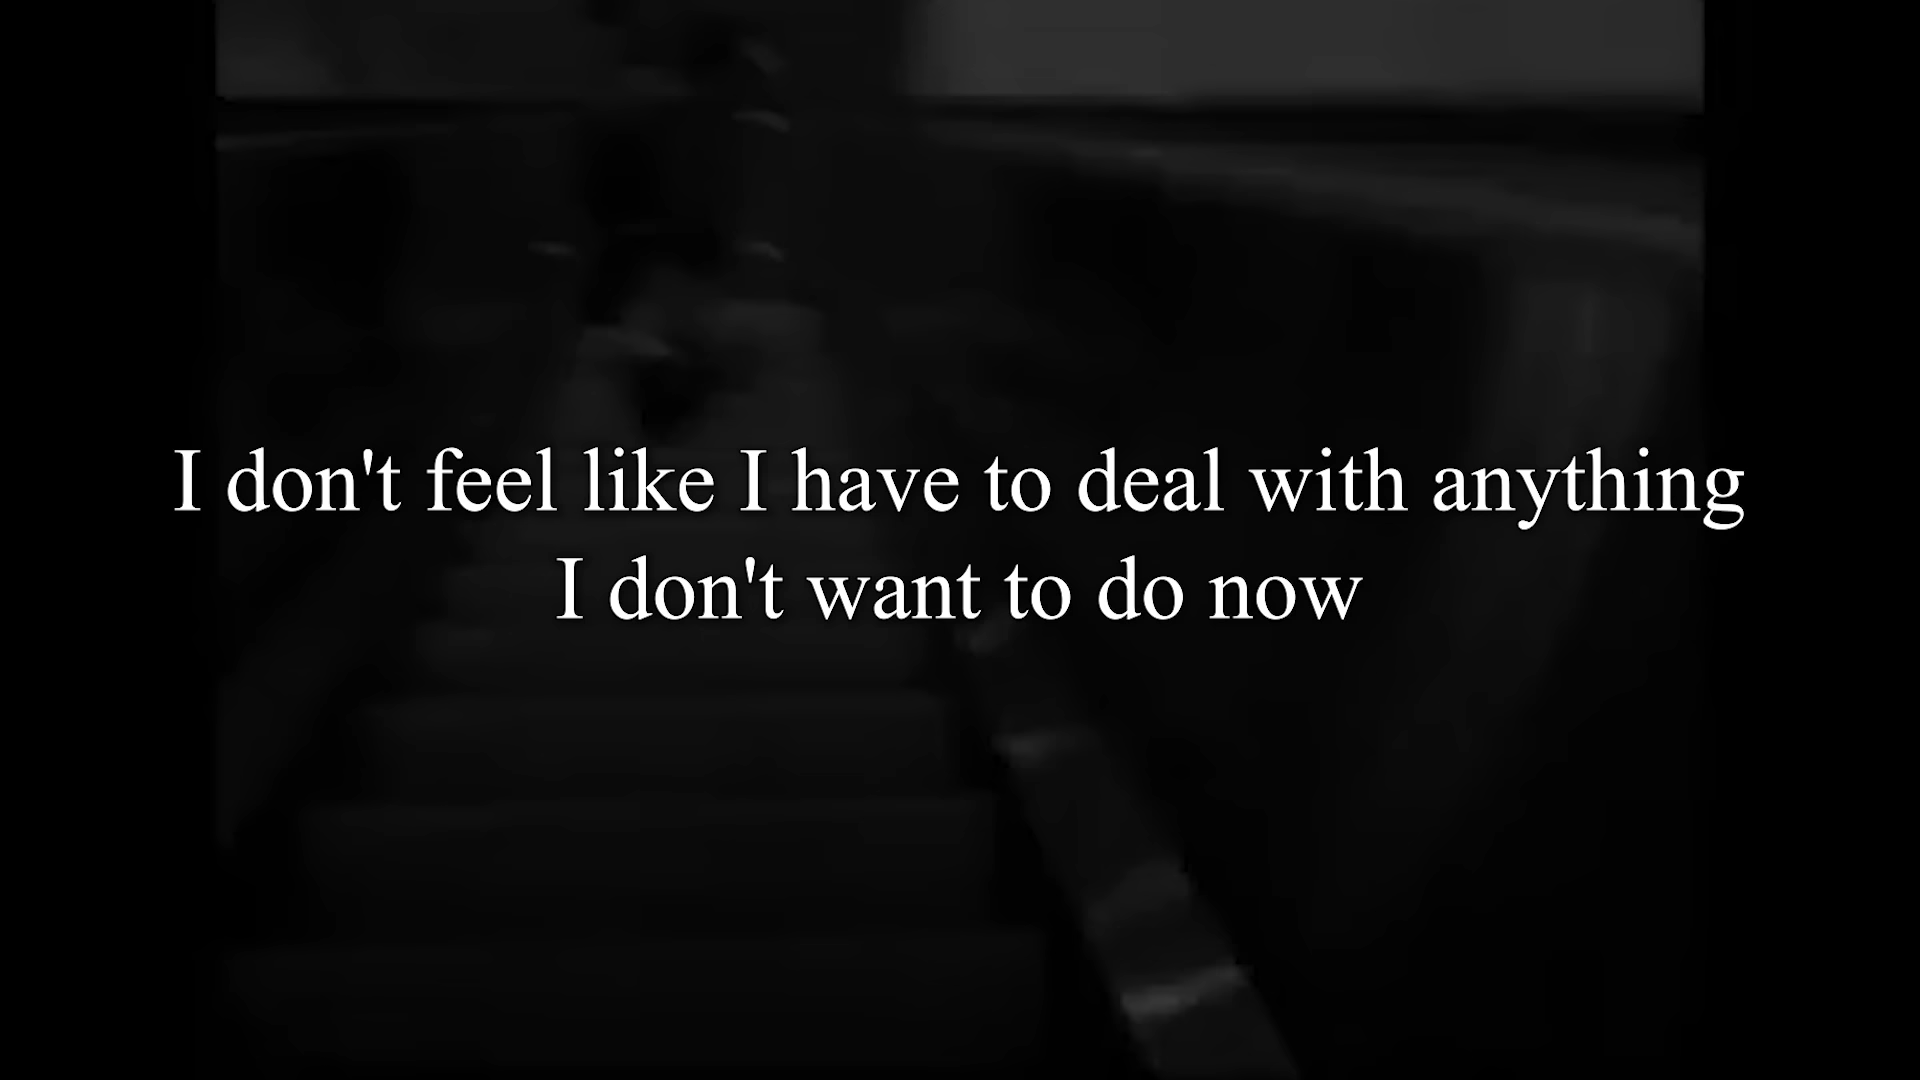 I don't feel like I have to deal with anything
I don't want to do now